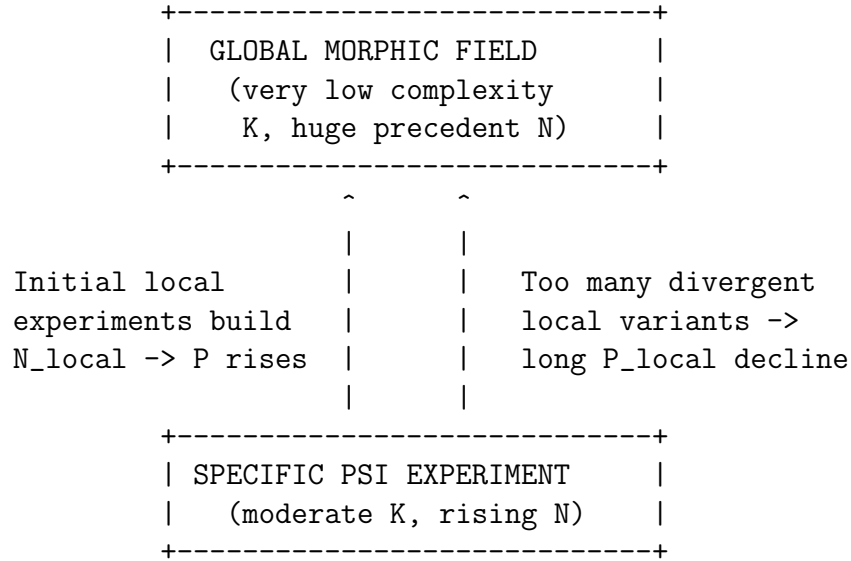 +-----------------------------+
| GLOBAL MORPHIC FIELD |
| (very low complexity |
| K, huge precedent N) |
+-----------------------------+
^ ^
| |
Initial local | | Too many divergent
experiments build | | local variants ->
N_local -> P rises | | long P_local decline
| |
+-----------------------------+
| SPECIFIC PSI EXPERIMENT |
| (moderate K, rising N) |
+-----------------------------+